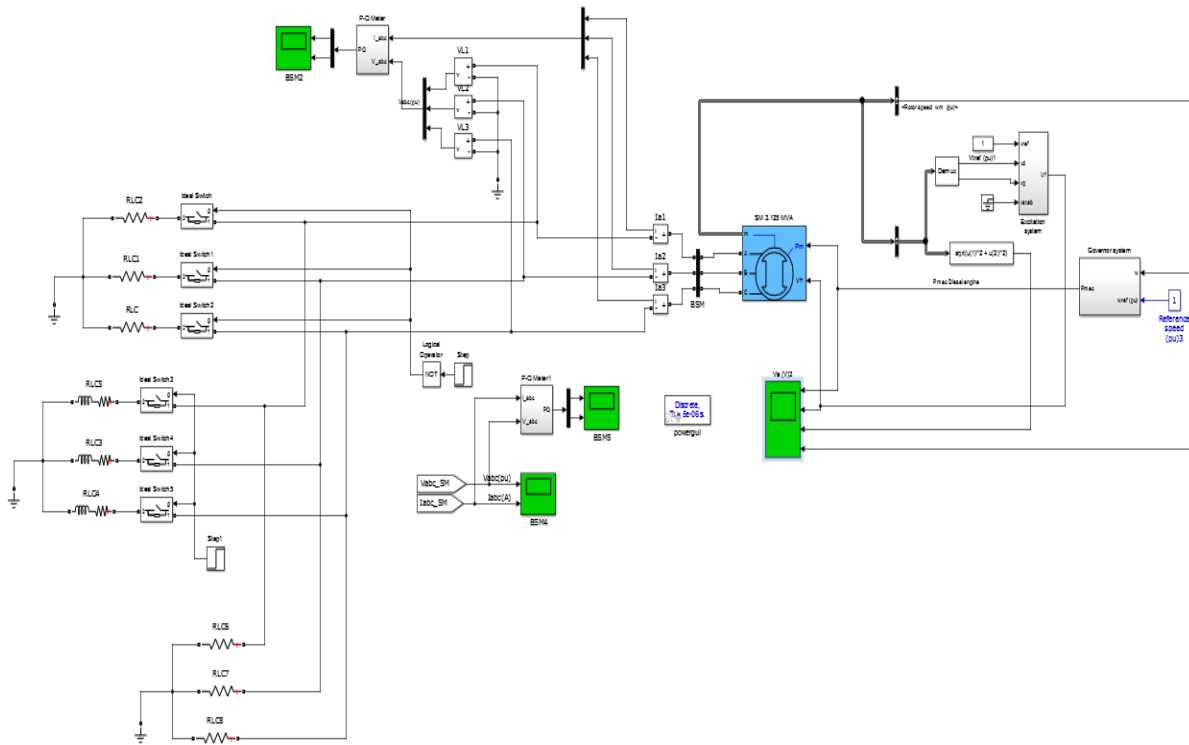 P-Q Meter
I_abc
PQ
V_abc
BSM2
VL1
VL2
VL3
Vabc(pu)
<Rotor speed wm (pu)>
1
vref
Vtref (pu)1
vd
Demux
vq
Vf
vstab
Excitation
system
sqrt(u(1)^2 + u(2)^2)
Pmec Diesel engine
Governor system
w
Pmec
wref (pu)
1
Reference
speed
(pu)3
SM 3.125 MVA
m
Pm
A
B
C
Vf
Ia1
Ia2
Ia3
BSM
RLC2
Ideal Switch
RLC1
Ideal Switch1
RLC
Ideal Switch2
Logical
Operator
NOT
Step
RLC5
Ideal Switch3
RLC3
Ideal Switch4
RLC4
Ideal Switch5
Step1
P-Q Meter1
I_abc
PQ
V_abc
BSM5
Vabc_SM
Vabc(pu)
Iabc_SM
Iabc(A)
BSM4
Discrete,
powergui
Va (V)2
RLC6
RLC7
RLC8